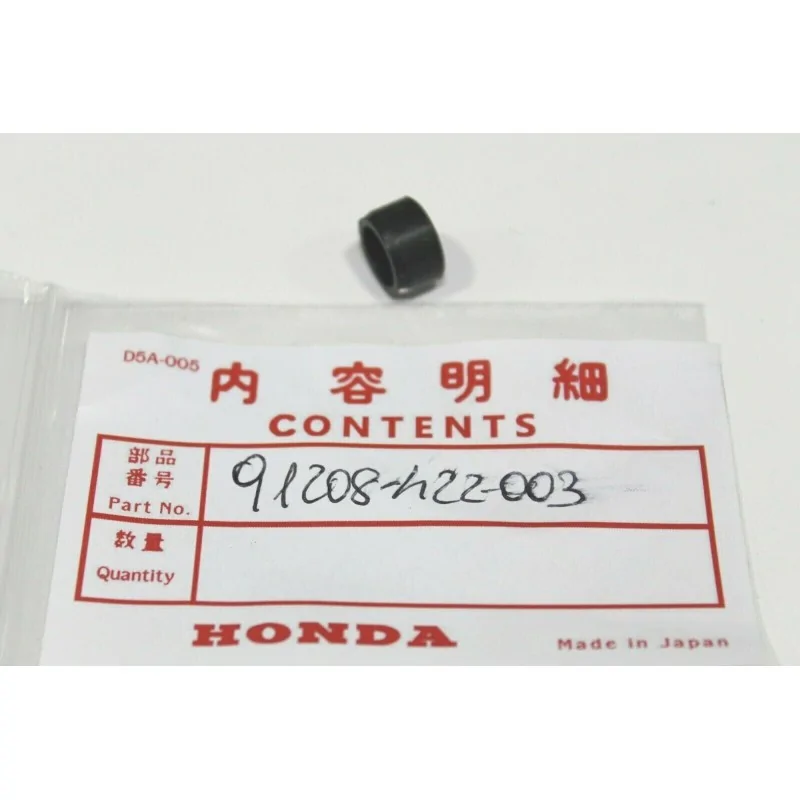 D5A-005
内容明細
CONTENTS
部品
番号
Part No.
91208-h22-003
数量
Quantity
HONDA
Made in Japan